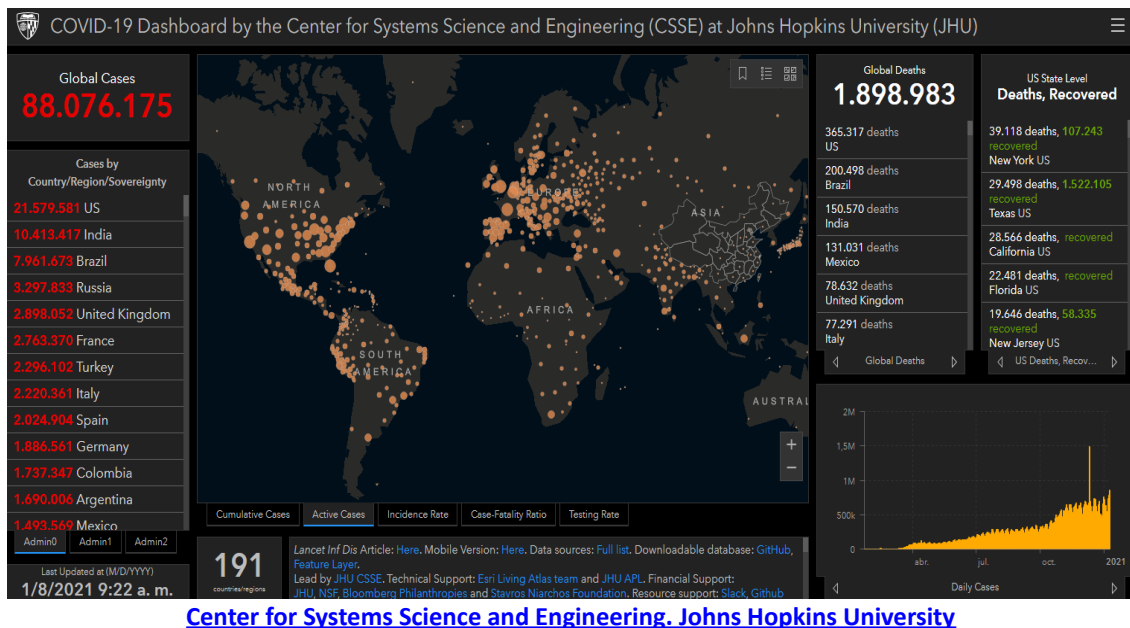 COVID-19 Dashboard by the Center for Systems Science and Engineering (CSSE) at Johns Hopkins University (JHU)
Global Cases
88.076.175
Cases by
Country/Region/Sovereignty
21.579.581 US
10.413.417 India
7.961.673 Brazil
3.297.833 Russia
2.898.052 United Kingdom
2.763.370 France
2.296.102 Turkey
2.220.361 Italy
2.024.904 Spain
1.886.561 Germany
1.737.347 Colombia
1.690.006 Argentina
1.493.569 Mexico
Admin0 Admin1 Admin2
Last Updated at (M/D/YYYY)
1/8/2021 9:22 a. m.
NORTH
AMERICA
EUROPE
ASIA
AFRICA
SOUTH
AMERICA
AUSTRAL
+
−
Cumulative Cases Active Cases Incidence Rate Case-Fatality Ratio Testing Rate
191
countries/regions
Lancet Inf Dis Article: Here. Mobile Version: Here. Data sources: Full list. Downloadable database: GitHub,
Feature Layer.
Lead by JHU CSSE. Technical Support: Esri Living Atlas team and JHU APL. Financial Support:
JHU, NSF, Bloomberg Philanthropies and Stavros Niarchos Foundation. Resource support: Slack, Github
Global Deaths
1.898.983
365.317 deaths
US
200.498 deaths
Brazil
150.570 deaths
India
131.031 deaths
Mexico
78.632 deaths
United Kingdom
77.291 deaths
Italy
Global Deaths
US State Level
Deaths, Recovered
39.118 deaths, 107.243
recovered
New York US
29.498 deaths, 1.522.105
recovered
Texas US
28.566 deaths, recovered
California US
22.481 deaths, recovered
Florida US
19.646 deaths, 58.335
recovered
New Jersey US
US Deaths, Recov...
2M
1,5M
1M
500k
0
abr. jul. oct. 2021
Daily Cases
Center for Systems Science and Engineering. Johns Hopkins University